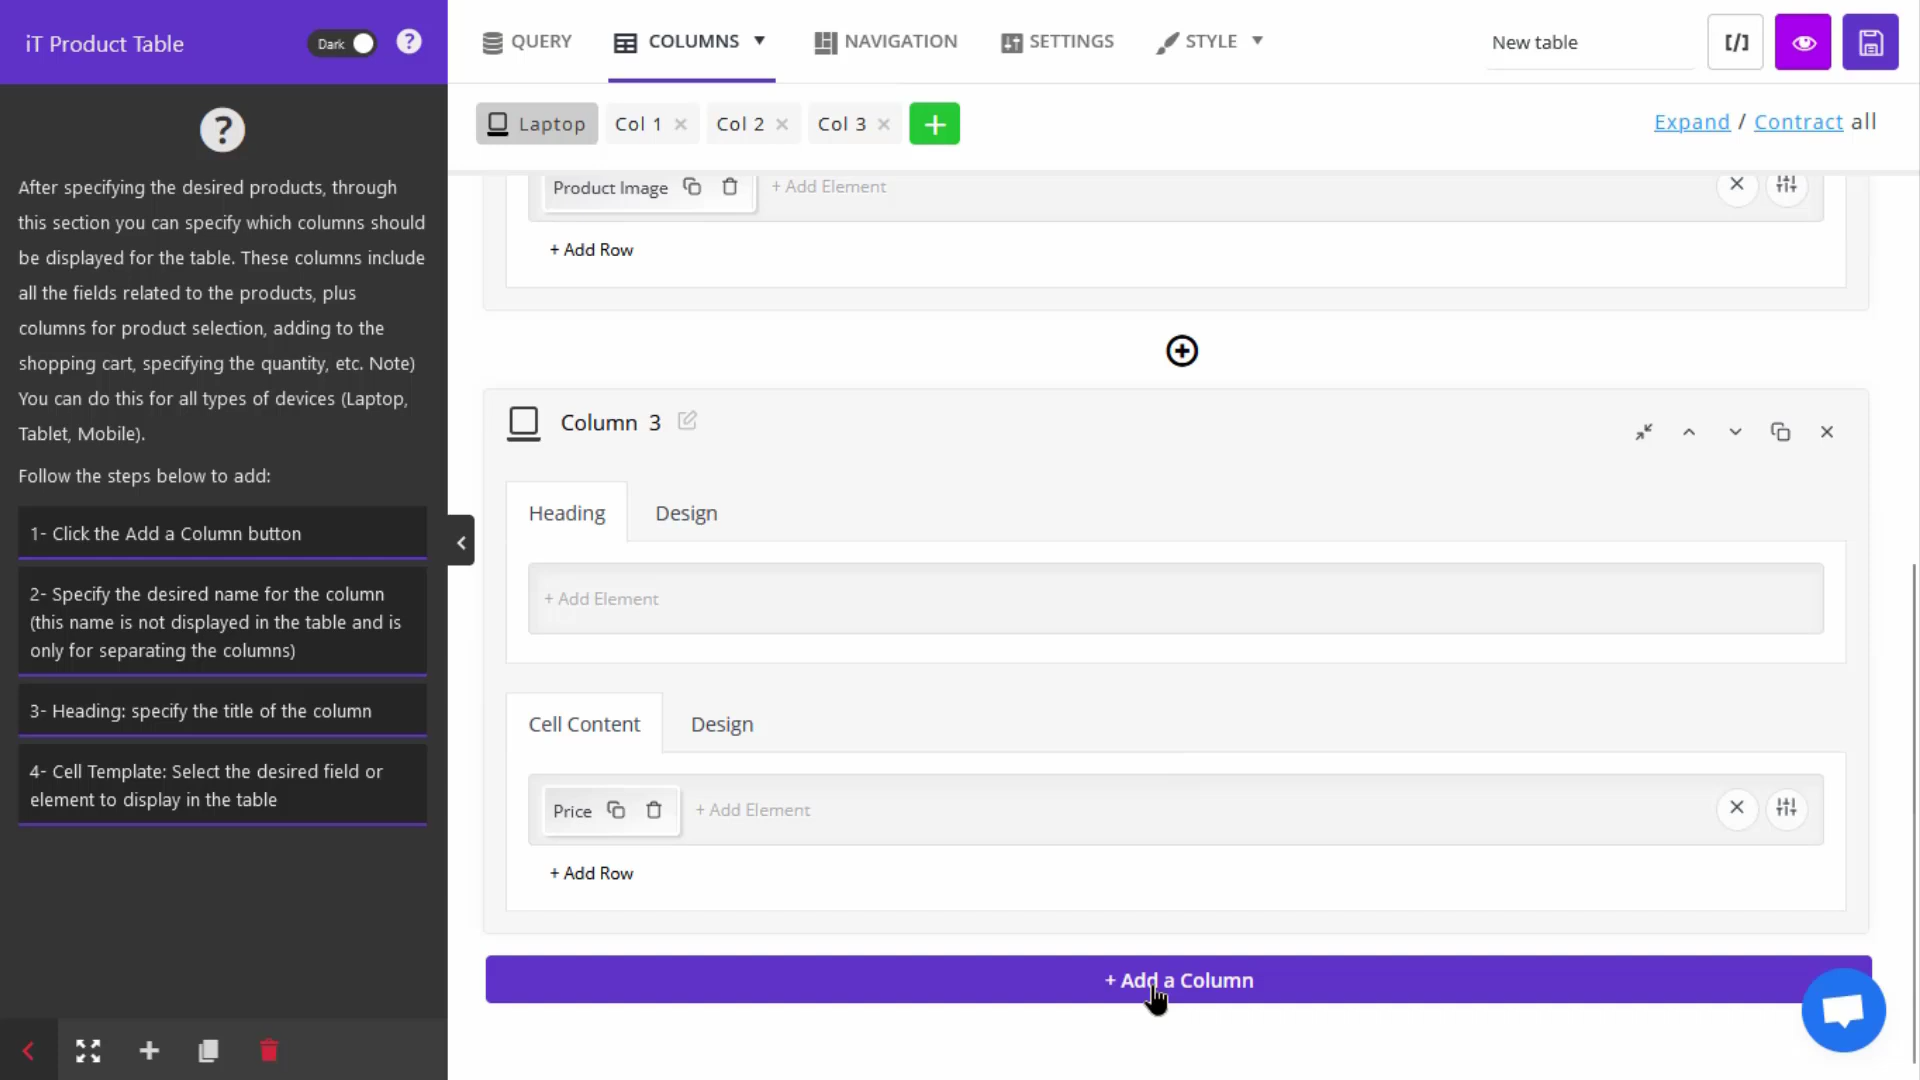 iT Product Table
Dark
?
QUERY
COLUMNS
NAVIGATION
SETTINGS
STYLE
New table
[/]
Laptop
Col 1
Col 2
Col 3
+
Expand / Contract all
?
After specifying the desired products, through
this section you can specify which columns should
be displayed for the table. These columns include
all the fields related to the products, plus
columns for product selection, adding to the
shopping cart, specifying the quantity, etc. Note)
You can do this for all types of devices (Laptop,
Tablet, Mobile).
Follow the steps below to add:
1- Click the Add a Column button
2- Specify the desired name for the column
(this name is not displayed in the table and is
only for separating the columns)
3- Heading: specify the title of the column
4- Cell Template: Select the desired field or
element to display in the table
Product Image
+ Add Element
+ Add Row
Column 3
Heading
Design
+ Add Element
Cell Content
Design
Price
+ Add Element
+ Add Row
+ Add a Column